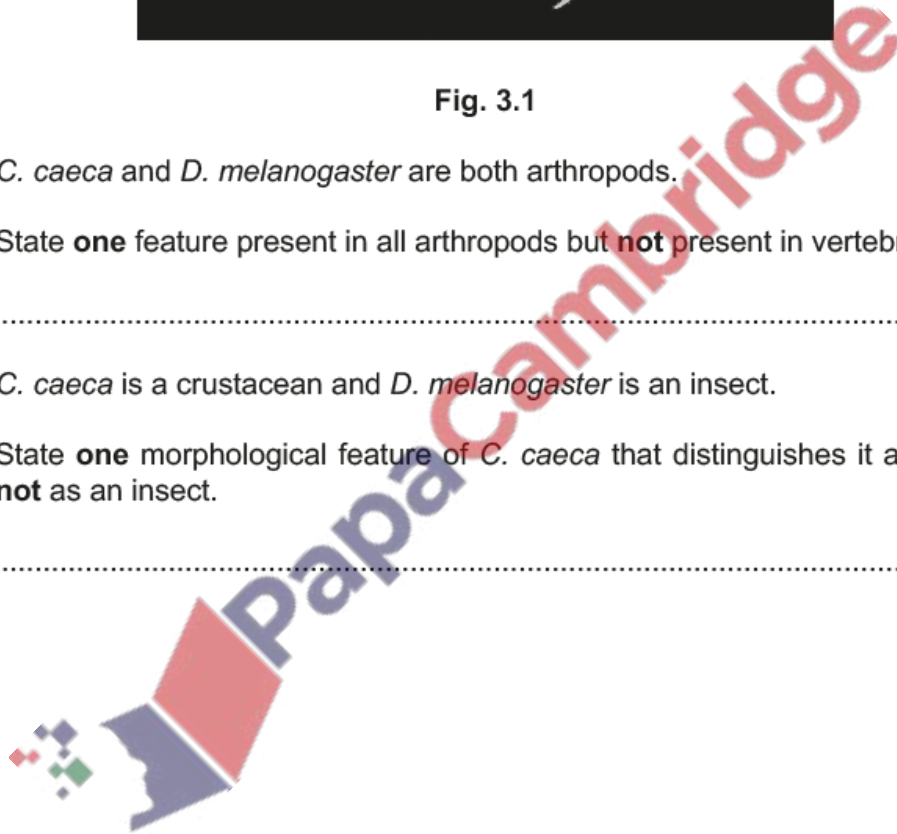 Fig. 3.1
C. caeca and D. melanogaster are both arthropods.
State one feature present in all arthropods but not present in verteb
..........................................................................................
C. caeca is a crustacean and D. melanogaster is an insect.
State one morphological feature of C. caeca that distinguishes it a
not as an insect.
..........................................................................................
PapaCambridge